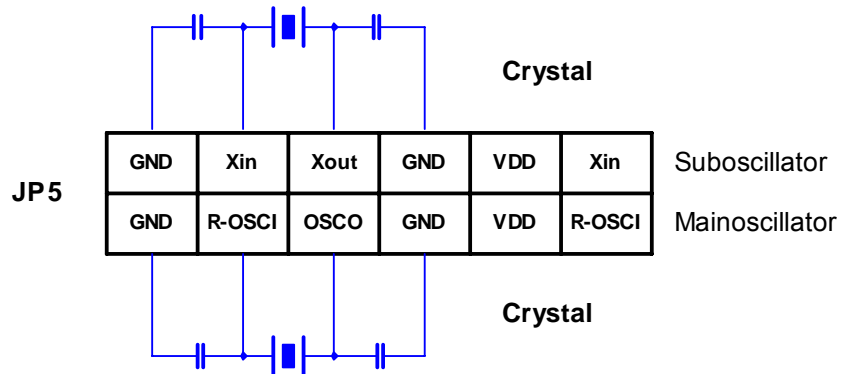 Crystal
JP5
GND Xin Xout GND VDD Xin Suboscillator
GND R-OSCI OSCO GND VDD R-OSCI Mainoscillator
Crystal